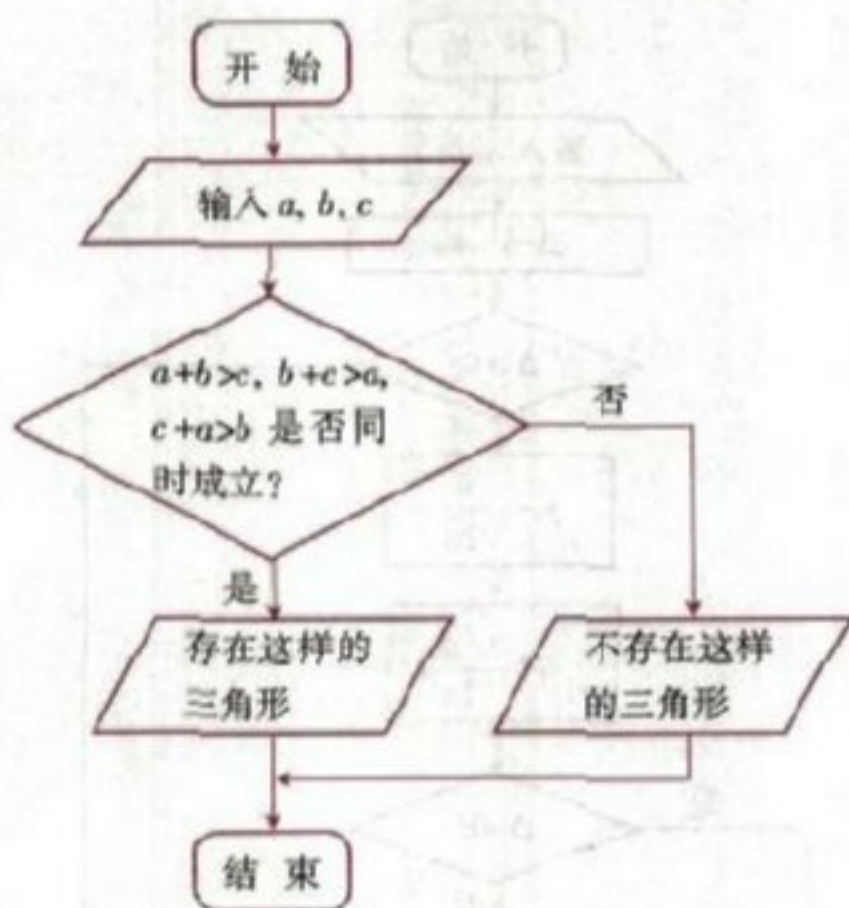 开 始
输入 a, b, c
a+b>c, b+c>a,
c+a>b 是否同
时成立?
否
是
存在这样的
三角形
不存在这样
的三角形
结 束